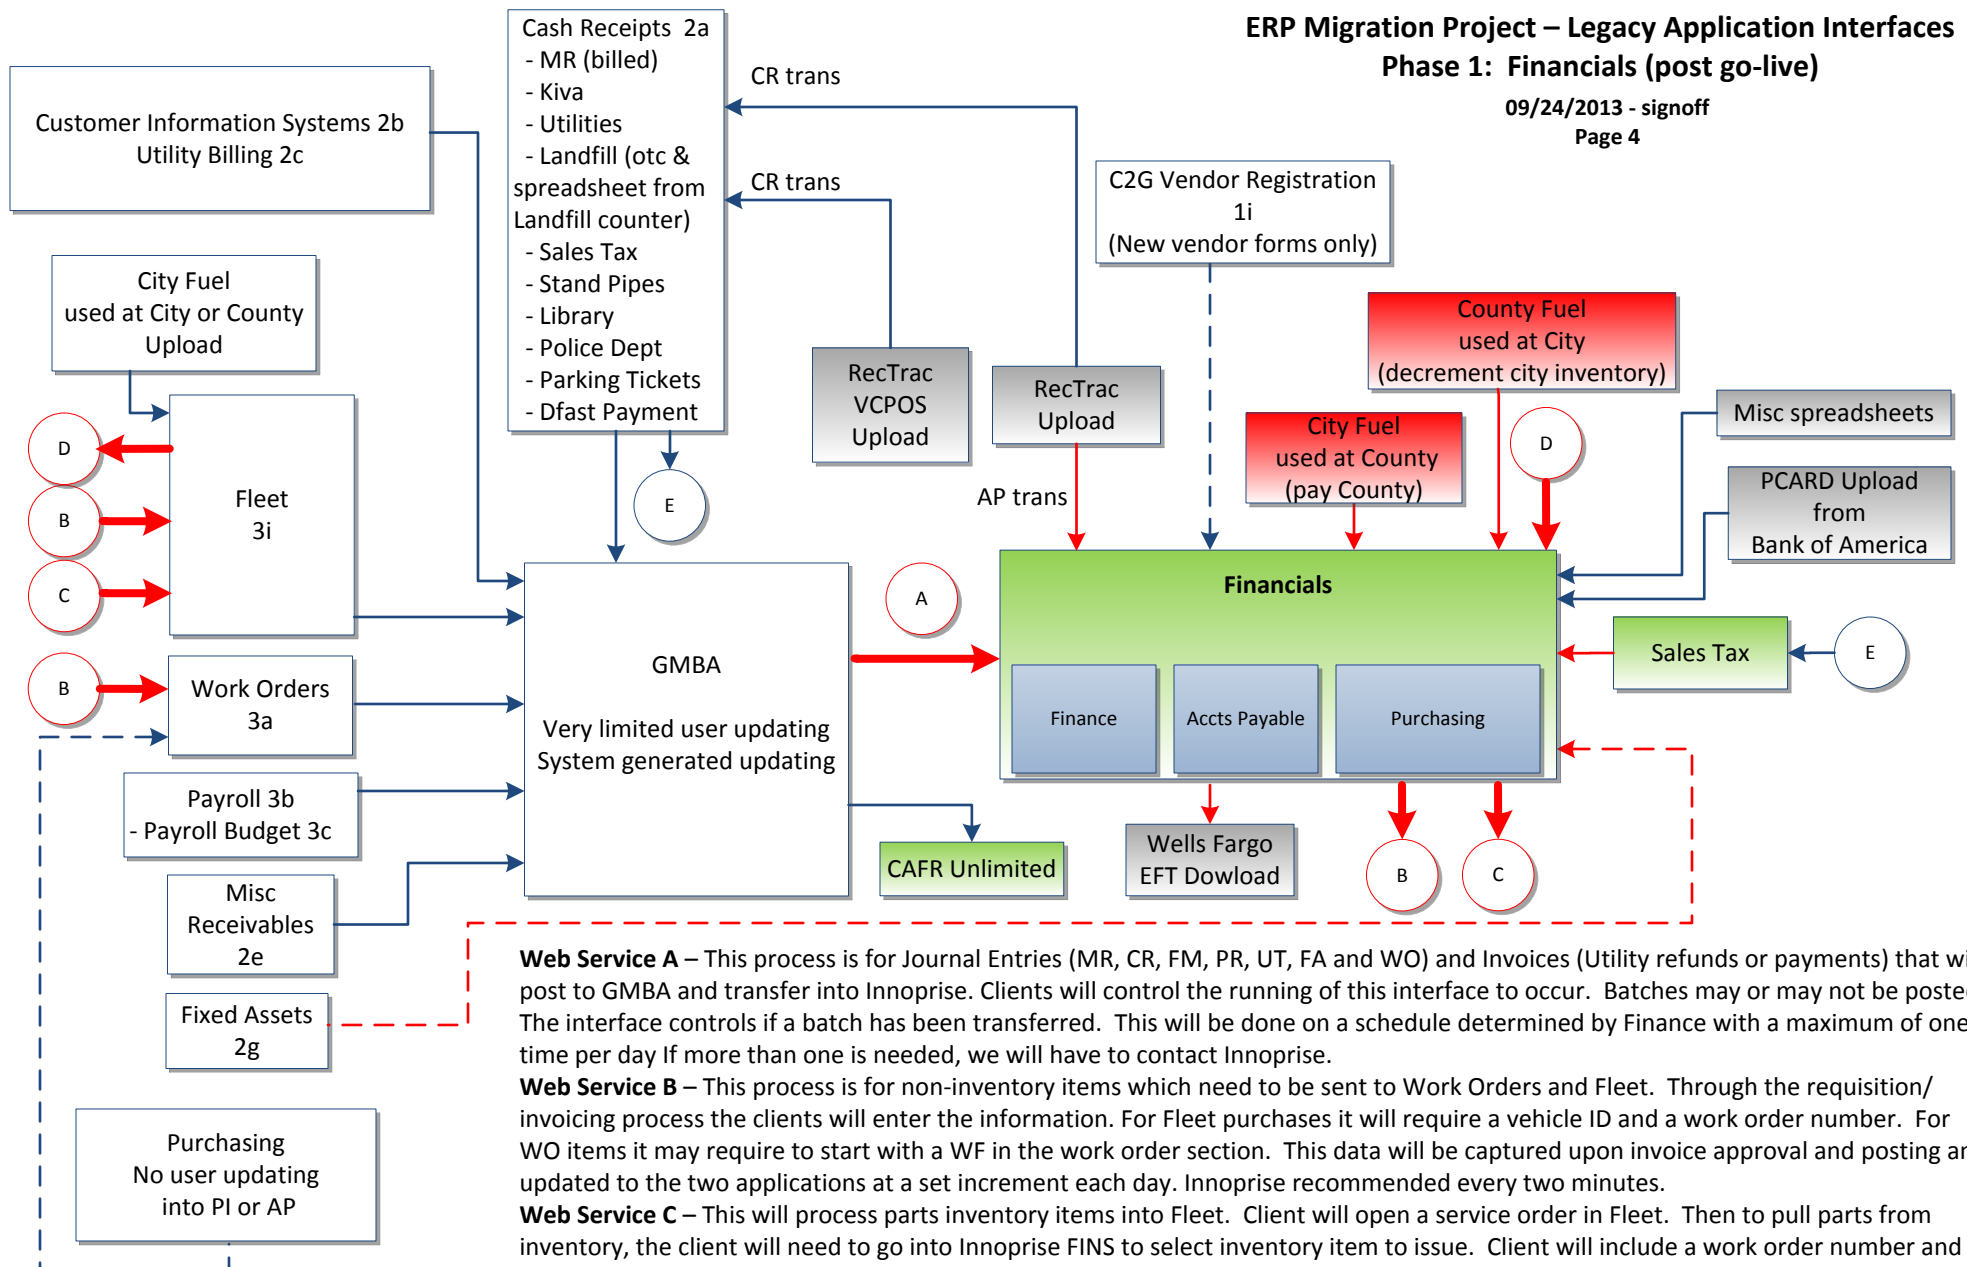 ERP Migration Project – Legacy Application Interfaces
Phase 1:  Financials (post go-live)
09/24/2013 - signoff
Page 4
Customer Information Systems 2b
Utility Billing 2c
Cash Receipts  2a
- MR (billed)
- Kiva
- Utilities
- Landfill (otc &
spreadsheet from
Landfill counter)
- Sales Tax
- Stand Pipes
- Library
- Police Dept
- Parking Tickets
- Dfast Payment
CR trans
CR trans
C2G Vendor Registration
1i
(New vendor forms only)
City Fuel
used at City or County
Upload
County Fuel
used at City
(decrement city inventory)
RecTrac
VCPOS
Upload
RecTrac
Upload
City Fuel
used at County
(pay County)
Misc spreadsheets
PCARD Upload
from
Bank of America
D
B
C
Fleet
3i
E
AP trans
D
A
Financials
Finance
Accts Payable
Purchasing
Sales Tax
E
B
Work Orders
3a
GMBA
Very limited user updating
System generated updating
Payroll 3b
- Payroll Budget 3c
CAFR Unlimited
Wells Fargo
EFT Dowload
B
C
Misc
Receivables
2e
Fixed Assets
2g
Purchasing
No user updating
into PI or AP
Web Service A – This process is for Journal Entries (MR, CR, FM, PR, UT, FA and WO) and Invoices (Utility refunds or payments) that
post to GMBA and transfer into Innoprise. Clients will control the running of this interface to occur.  Batches may or may not be posted
The interface controls if a batch has been transferred.  This will be done on a schedule determined by Finance with a maximum of one
time per day If more than one is needed, we will have to contact Innoprise.
Web Service B – This process is for non-inventory items which need to be sent to Work Orders and Fleet.  Through the requisition/
invoicing process the clients will enter the information. For Fleet purchases it will require a vehicle ID and a work order number.  For
WO items it may require to start with a WF in the work order section.  This data will be captured upon invoice approval and posting
updated to the two applications at a set increment each day. Innoprise recommended every two minutes.
Web Service C – This will process parts inventory items into Fleet.  Client will open a service order in Fleet.  Then to pull parts from
inventory, the client will need to go into Innoprise FINS to select inventory item to issue.  Client will include a work order number and